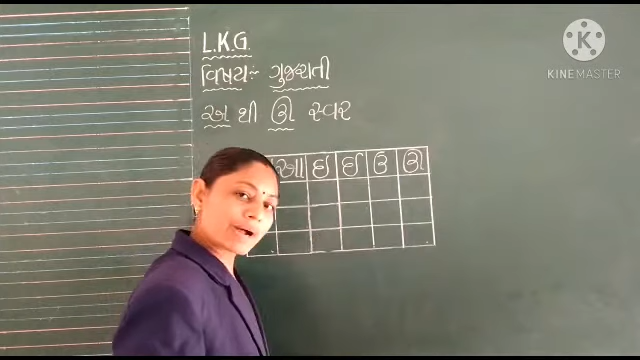 L.K.G.
વિષય :- ગુજરાતી
અ થી ઊ સ્વર
આ ઇ ઈ ઉ ઊ
KINEMASTER